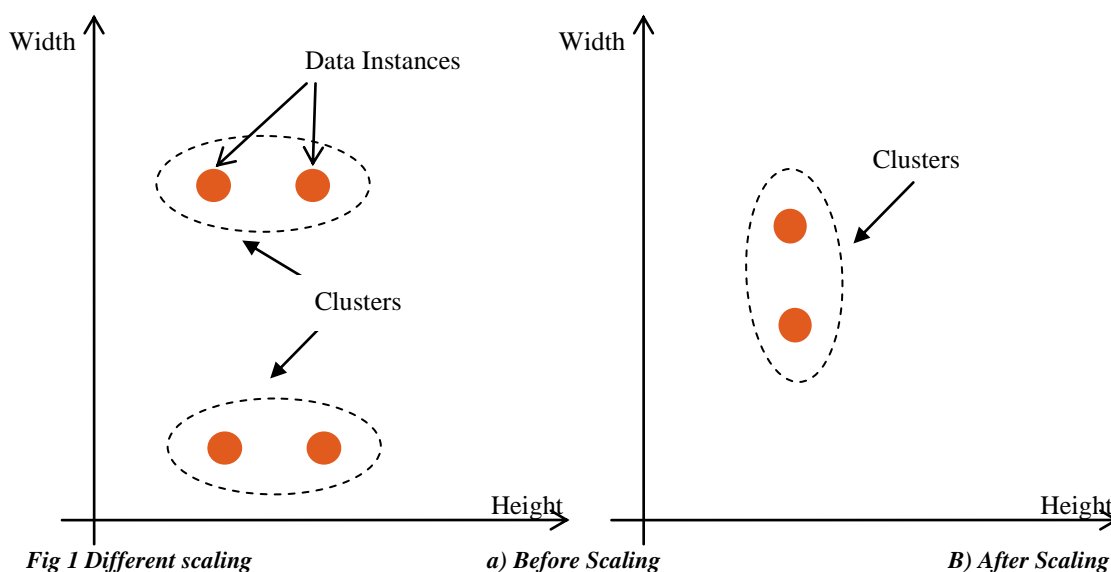 Width
Data Instances
Clusters
Height
Width
Clusters
Height
Fig 1 Different scaling a) Before Scaling B) After Scaling